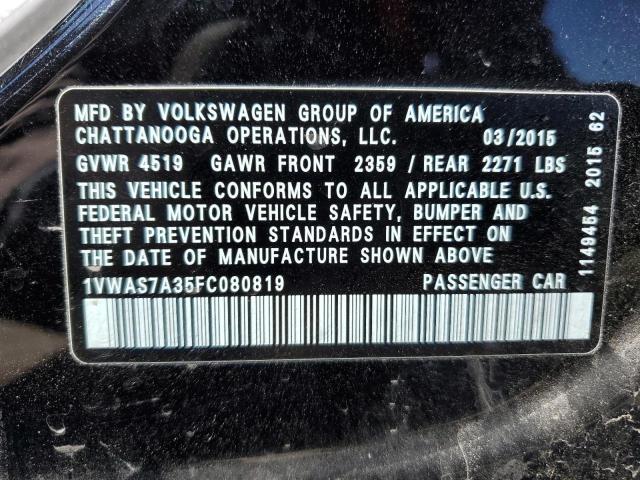 MFD BY VOLKSWAGEN GROUP OF AMERICA
CHATTANOOGA OPERATIONS, LLC. 03/2015
GVWR 4519 GAWR FRONT 2359 / REAR 2271 LBS
THIS VEHICLE CONFORMS TO ALL APPLICABLE U.S.
FEDERAL MOTOR VEHICLE SAFETY, BUMPER AND
THEFT PREVENTION STANDARDS IN EFFECT ON
THE DATE OF MANUFACTURE SHOWN ABOVE
1VWAS7A35FC080819 PASSENGER CAR
1149454 2015 62